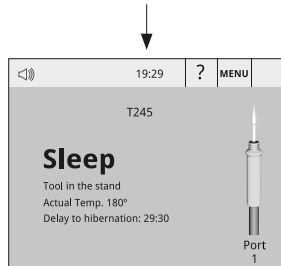 19:29 ? MENU
T245
Sleep
Tool in the stand
Actual Temp. 180º
Delay to hibernation: 29:30
Port
1